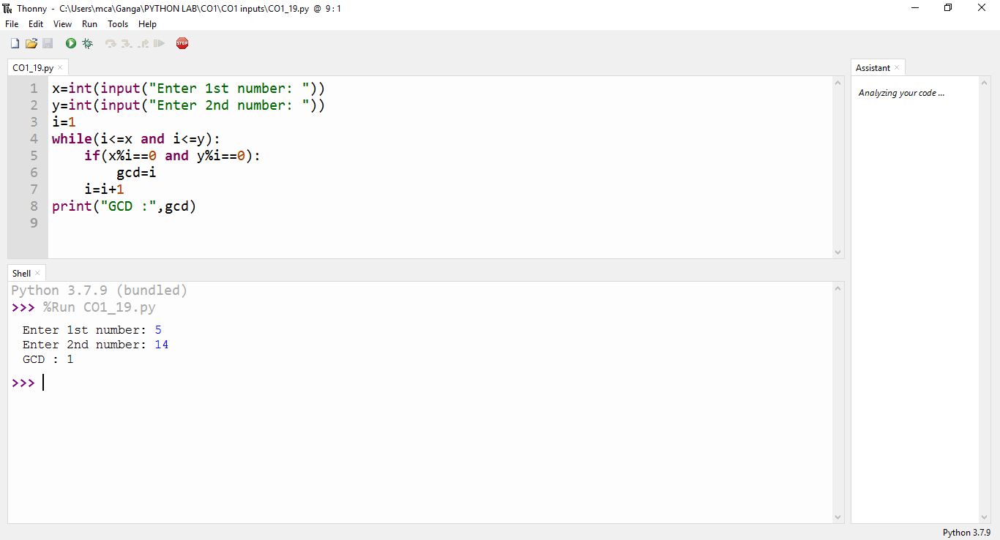 Thonny - C:\Users\mca\Ganga\PYTHON LAB\CO1\CO1 inputs\CO1_19.py @ 9:1
File Edit View Run Tools Help
STOP
CO1_19.py ×
1 x=int(input("Enter 1st number: "))
2 y=int(input("Enter 2nd number: "))
3 i=1
4 while(i<=x and i<=y):
5     if(x%i==0 and y%i==0):
6         gcd=i
7     i=i+1
8 print("GCD :",gcd)
9
Shell ×
Python 3.7.9 (bundled)
>>> %Run CO1_19.py
Enter 1st number: 5
Enter 2nd number: 14
GCD : 1
>>>
Assistant ×
Analyzing your code ...
Python 3.7.9